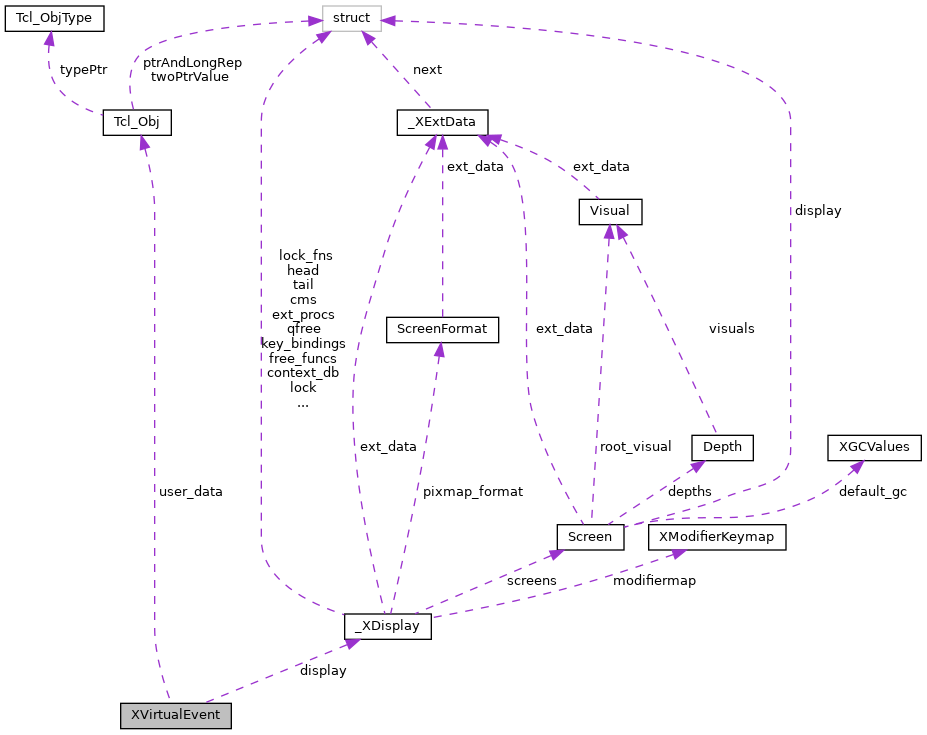 Tcl_ObjType
struct
typePtr
ptrAndLongRep
twoPtrValue
next
Tcl_Obj
_XExtData
ext_data
ext_data
Visual
display
lock_fns
head
tail
cms
ext_procs
qfree
key_bindings
free_funcs
context_db
lock
...
ScreenFormat
ext_data
visuals
ext_data
root_visual
Depth
XGCValues
user_data
pixmap_format
depths
default_gc
Screen
XModifierKeymap
screens
modifiermap
_XDisplay
display
XVirtualEvent